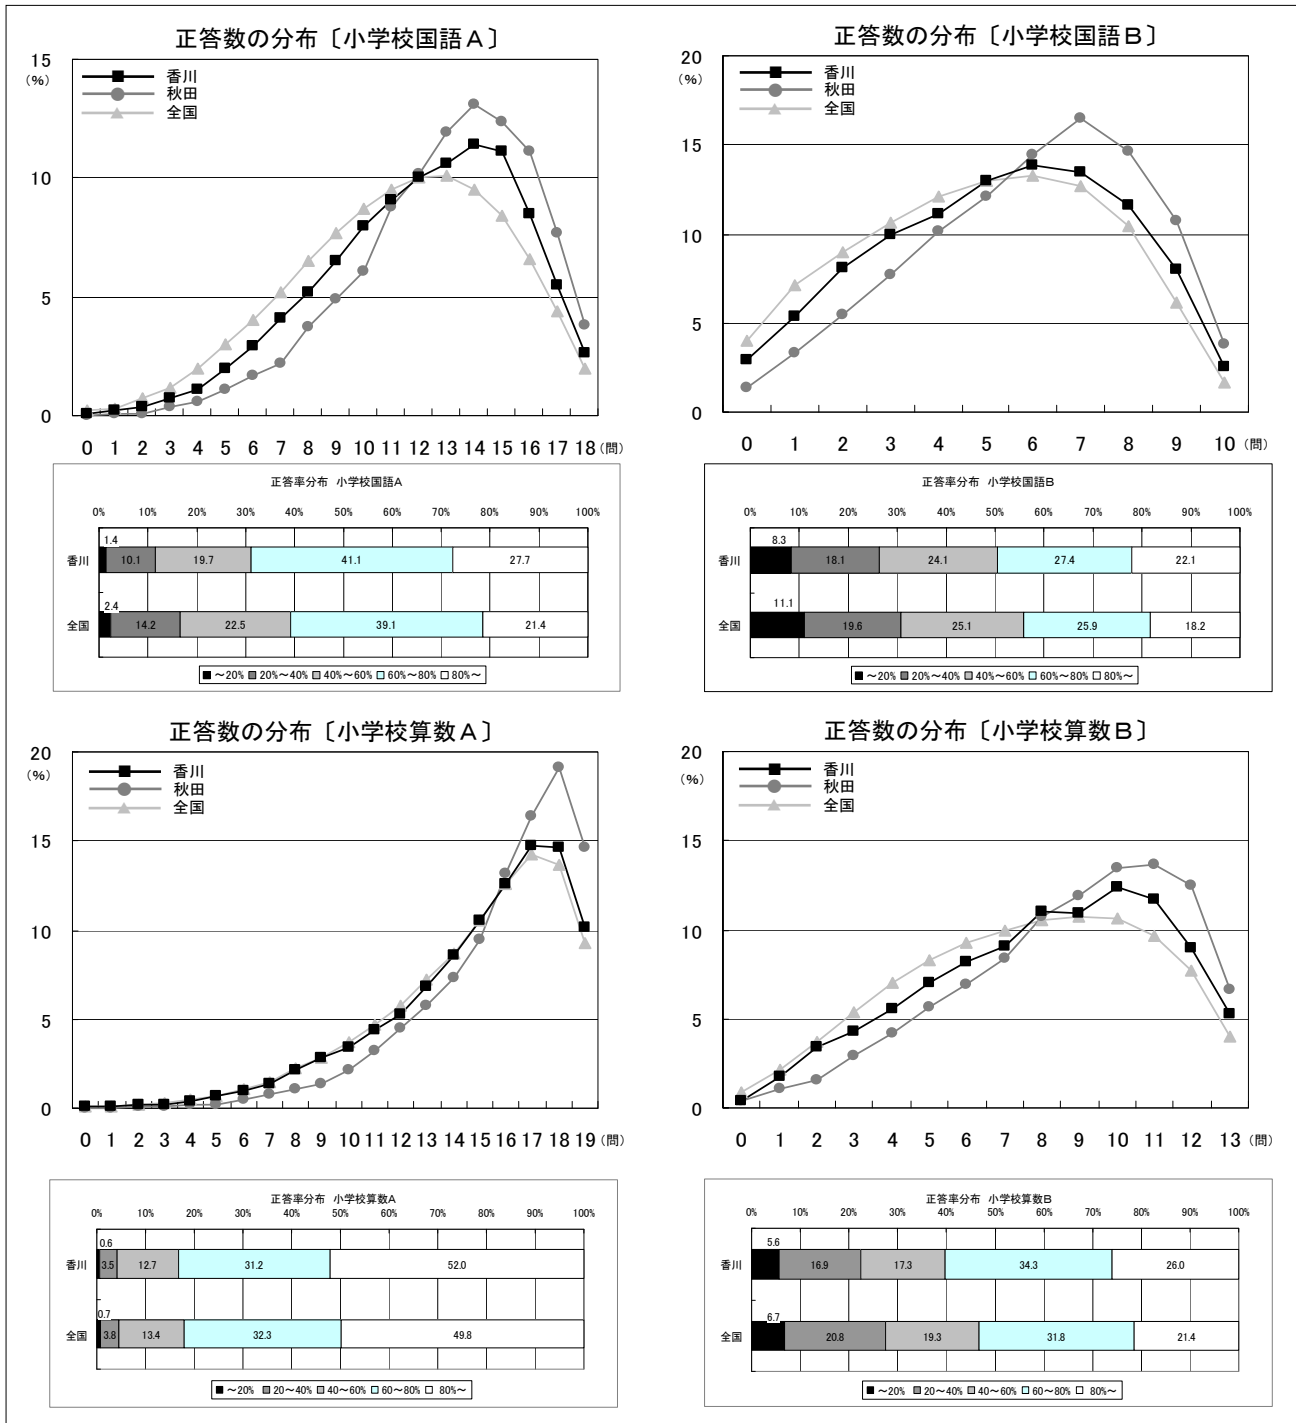 正答数の分布〔小学校国語A〕
15
(%)
香川
秋田
全国
10
5
0
0 1 2 3 4 5 6 7 8 9 10 11 12 13 14 15 16 17 18 (問)
正答率分布 小学校国語A
0% 10% 20% 30% 40% 50% 60% 70% 80% 90% 100%
1.4
香川 10.1 19.7 41.1 27.7
2.4
全国 14.2 22.5 39.1 21.4
～20% 20%～40% 40%～60% 60%～80% 80%～
正答数の分布〔小学校国語B〕
20
(%)
香川
秋田
全国
15
10
5
0
0 1 2 3 4 5 6 7 8 9 10 (問)
正答率分布 小学校国語B
0% 10% 20% 30% 40% 50% 60% 70% 80% 90% 100%
8.3
香川 18.1 24.1 27.4 22.1
11.1
全国 19.6 25.1 25.9 18.2
～20% 20%～40% 40%～60% 60%～80% 80%～
正答数の分布〔小学校算数A〕
20
(%)
香川
秋田
全国
15
10
5
0
0 1 2 3 4 5 6 7 8 9 10 11 12 13 14 15 16 17 18 19 (問)
正答率分布 小学校算数A
0% 10% 20% 30% 40% 50% 60% 70% 80% 90% 100%
0.6
香川 3.5 12.7 31.2 52.0
0.7
全国 3.8 13.4 32.3 49.8
～20% 20～40% 40～60% 60～80% 80%～
正答数の分布〔小学校算数B〕
20
(%)
香川
秋田
全国
15
10
5
0
0 1 2 3 4 5 6 7 8 9 10 11 12 13 (問)
正答率分布 小学校算数B
0% 10% 20% 30% 40% 50% 60% 70% 80% 90% 100%
5.6
香川 16.9 17.3 34.3 26.0
6.7
全国 20.8 19.3 31.8 21.4
～20% 20～40% 40～60% 60～80% 80%～